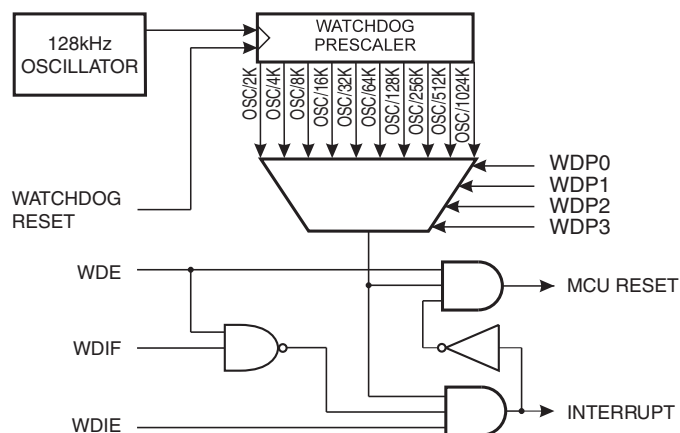 128kHz
OSCILLATOR
WATCHDOG
PRESCALER
OSC/2K
OSC/4K
OSC/8K
OSC/16K
OSC/32K
OSC/64K
OSC/128K
OSC/256K
OSC/512K
OSC/1024K
WATCHDOG
RESET
WDP0
WDP1
WDP2
WDP3
WDE
MCU RESET
WDIF
INTERRUPT
WDIE